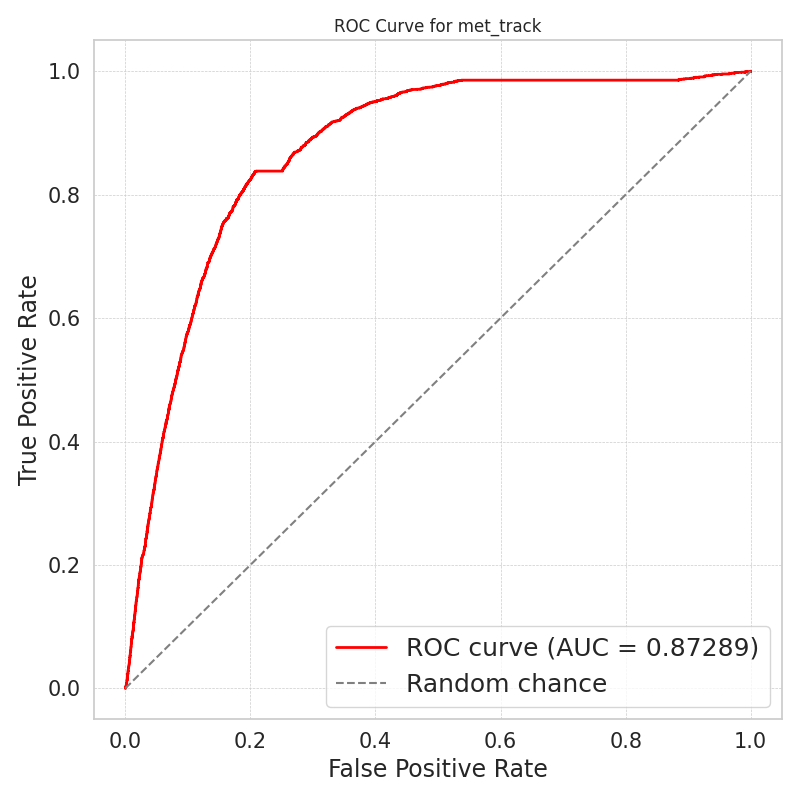 ROC Curve for met_track
True Positive Rate
1.0
0.8
0.6
0.4
0.2
0.0
ROC curve (AUC = 0.87289)
Random chance
0.0 0.2 0.4 0.6 0.8 1.0
False Positive Rate